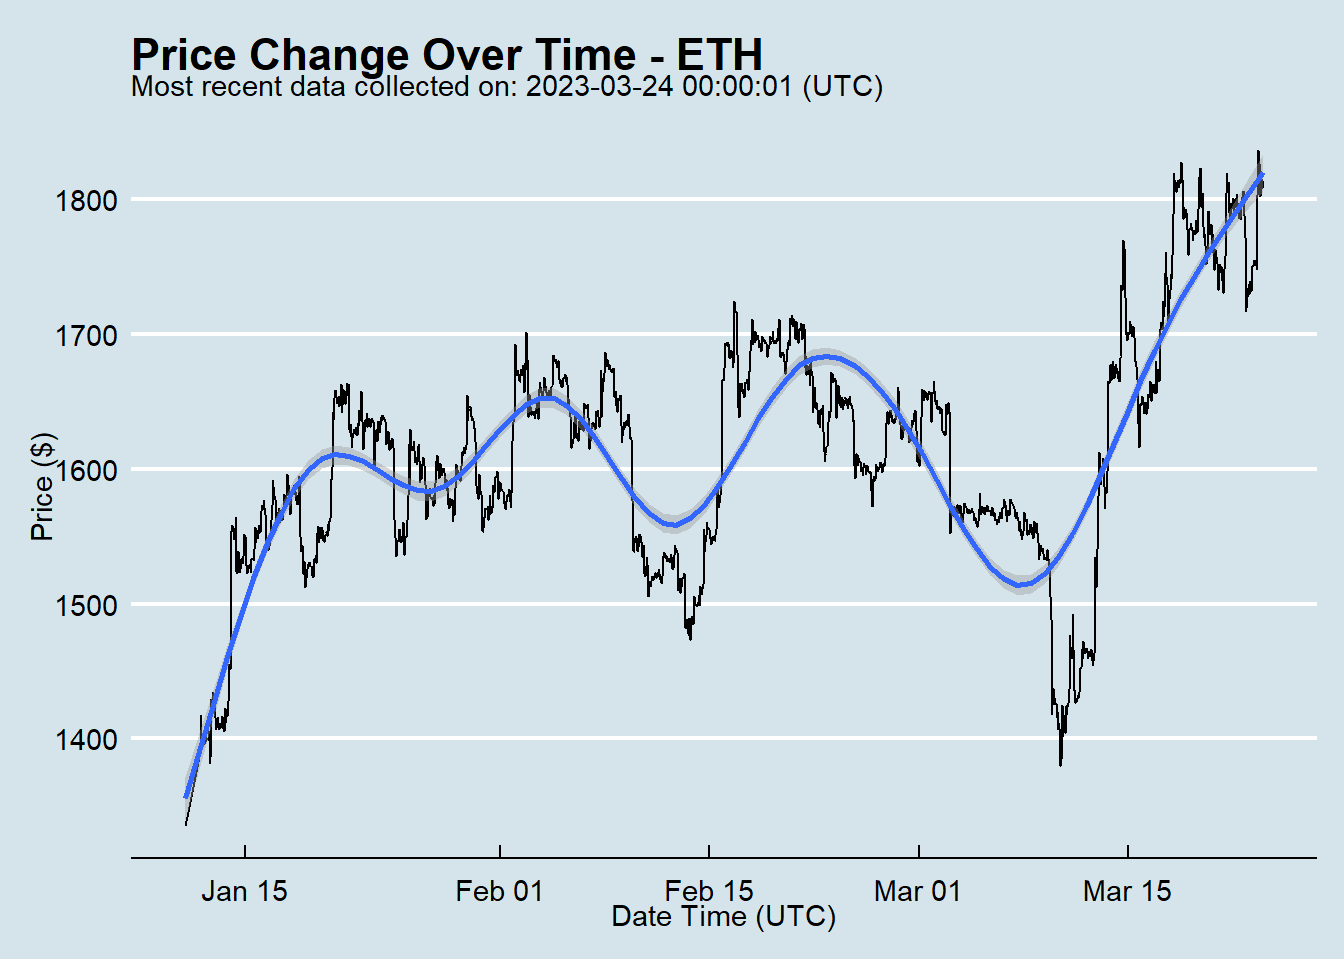 Price Change Over Time - ETH
Most recent data collected on: 2023-03-24 00:00:01 (UTC)
Price ($)
1800
1700
1600
1500
1400
Jan 15 Feb 01 Feb 15 Mar 01 Mar 15
Date Time (UTC)